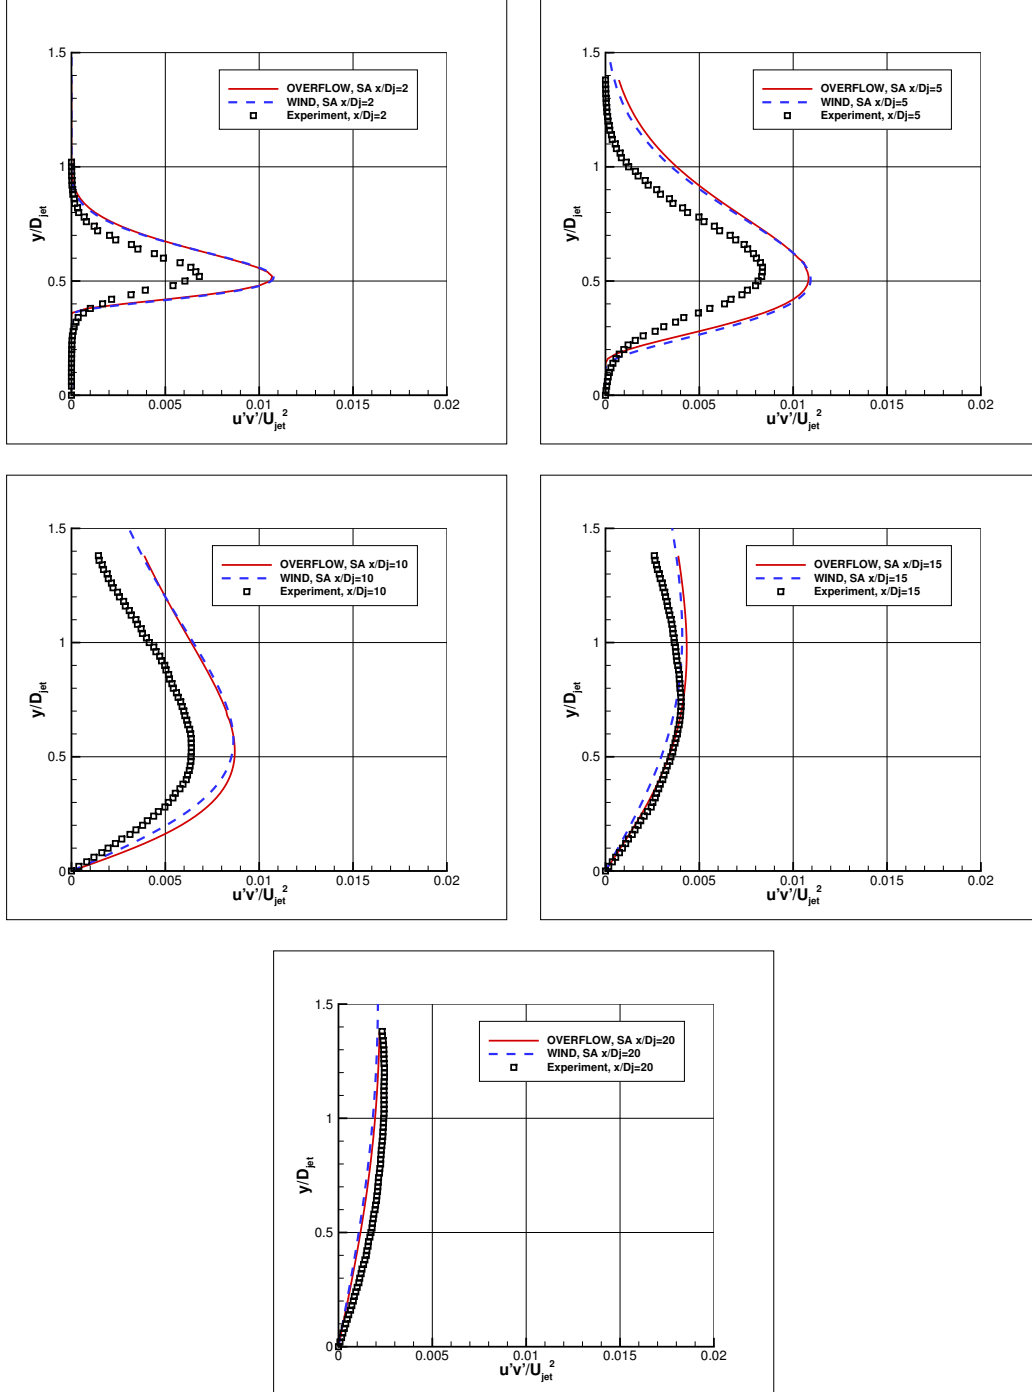 1.5
OVERFLOW, SA x/Dj=2
WIND, SA x/Dj=2
Experiment, x/Dj=2
1
y/D_jet
0.5
0
0 0.005 0.01 0.015 0.02
u'v'/U_jet^2
1.5
OVERFLOW, SA x/Dj=5
WIND, SA x/Dj=5
Experiment, x/Dj=5
1
y/D_jet
0.5
0
0 0.005 0.01 0.015 0.02
u'v'/U_jet^2
1.5
OVERFLOW, SA x/Dj=10
WIND, SA x/Dj=10
Experiment, x/Dj=10
1
y/D_jet
0.5
0
0 0.005 0.01 0.015 0.02
u'v'/U_jet^2
1.5
OVERFLOW, SA x/Dj=15
WIND, SA x/Dj=15
Experiment, x/Dj=15
1
y/D_jet
0.5
0
0 0.005 0.01 0.015 0.02
u'v'/U_jet^2
1.5
OVERFLOW, SA x/Dj=20
WIND, SA x/Dj=20
Experiment, x/Dj=20
1
y/D_jet
0.5
0
0 0.005 0.01 0.015 0.02
u'v'/U_jet^2